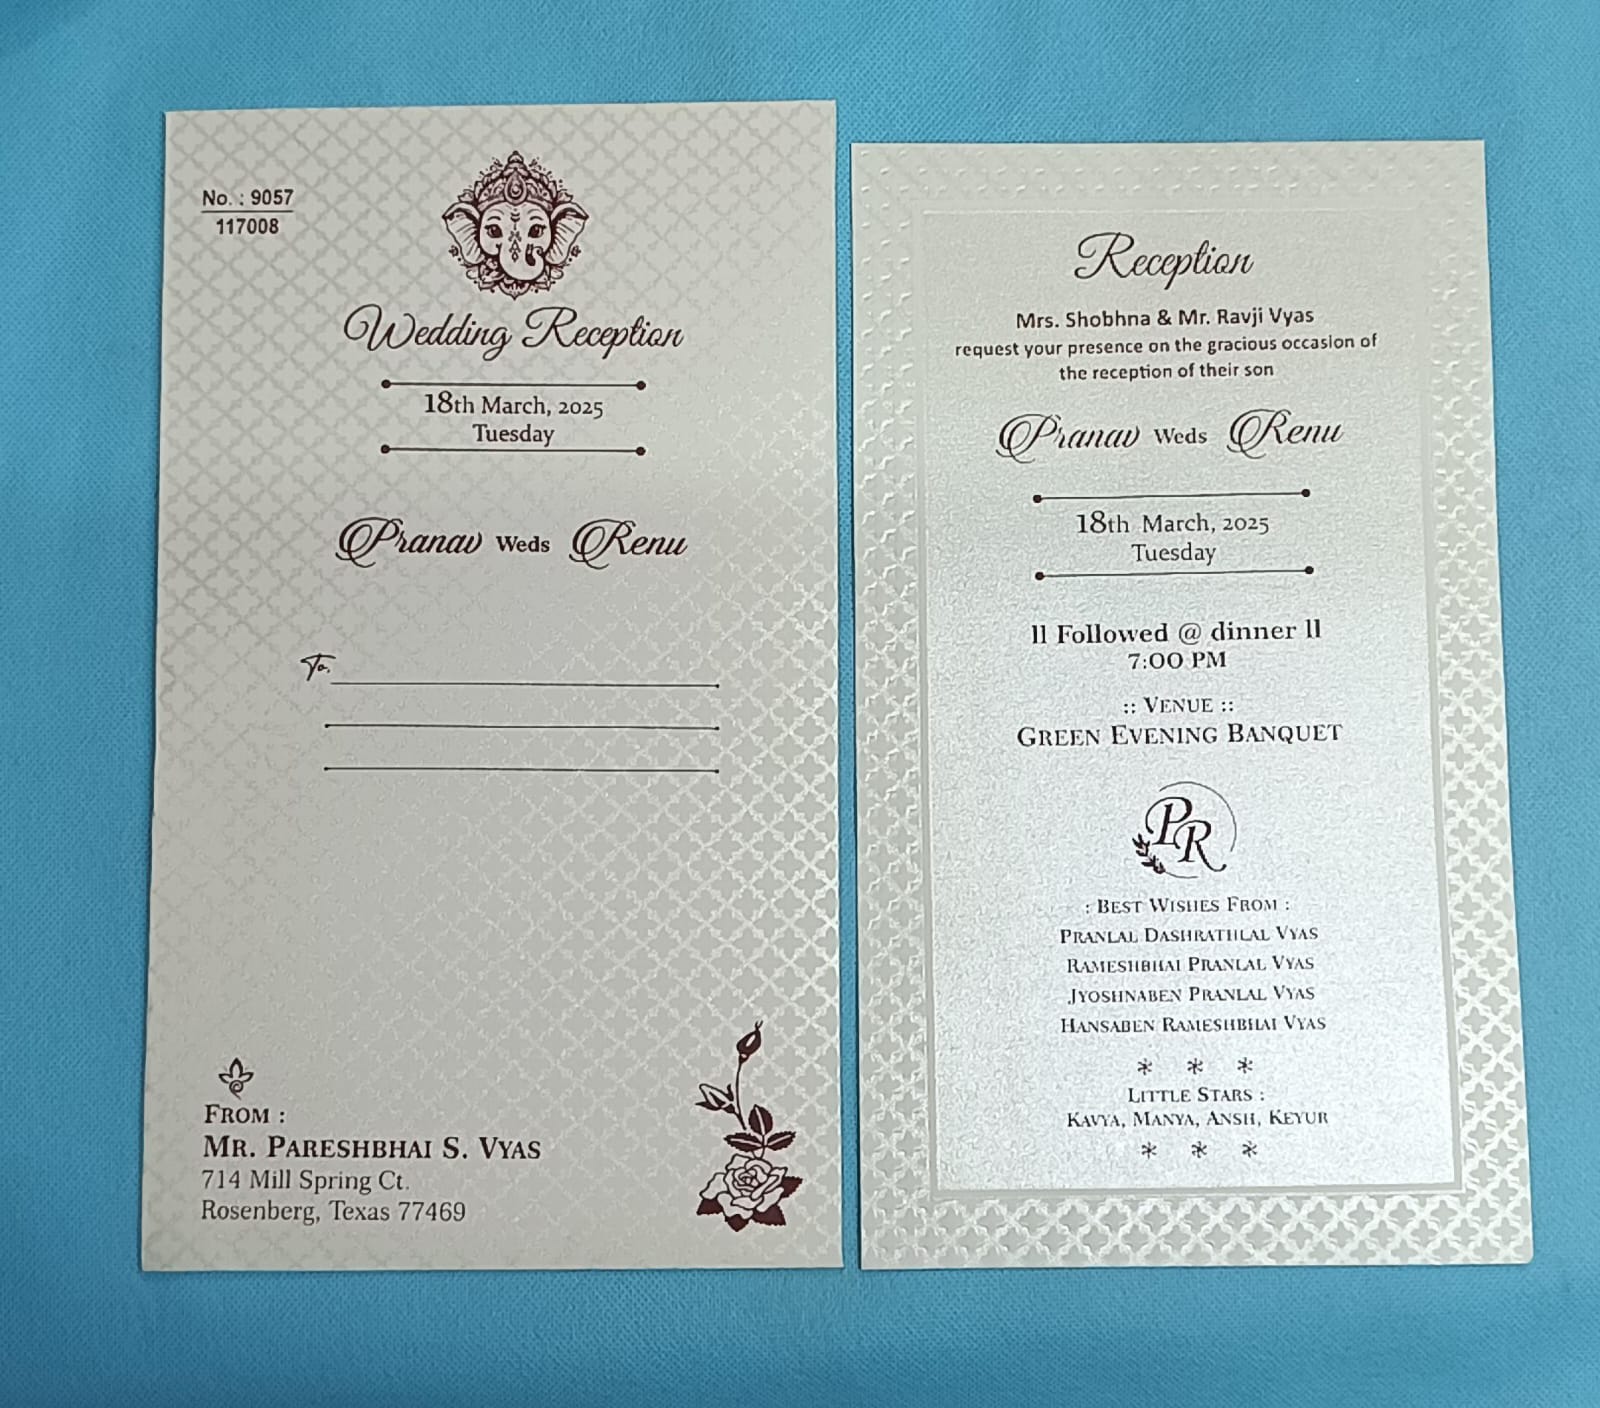 No. : 9057
117008
Wedding Reception
18th March, 2025
Tuesday
Pranav Weds Renu
To,
FROM :
MR. PARESHBHAI S. VYAS
714 Mill Spring Ct.
Rosenberg, Texas 77469
Reception
Mrs. Shobhna & Mr. Ravji Vyas
request your presence on the gracious occasion of
the reception of their son
Pranav Weds Renu
18th March, 2025
Tuesday
ll Followed @ dinner ll
7:00 PM
:: VENUE ::
GREEN EVENING BANQUET
PR
: BEST WISHES FROM :
PRANLAL DASHRATHLAL VYAS
RAMESHBHAI PRANLAL VYAS
JYOSHNABEN PRANLAL VYAS
HANSABEN RAMESHBHAI VYAS
* * *
LITTLE STARS :
KAVYA, MANYA, ANSH, KEYUR
* * *